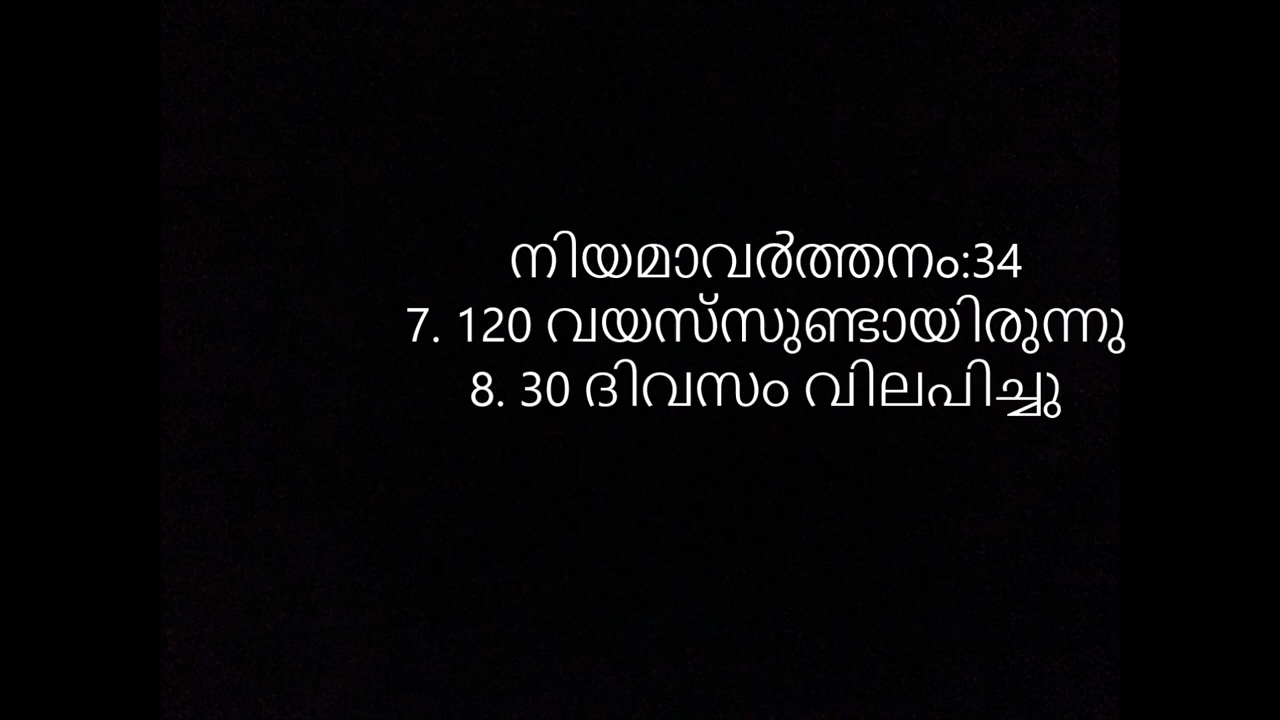 നിയമാവർത്തനം:34
7. 120 വയസ്സുണ്ടായിരുന്നു
8. 30 ദിവസം വിലപിച്ചു